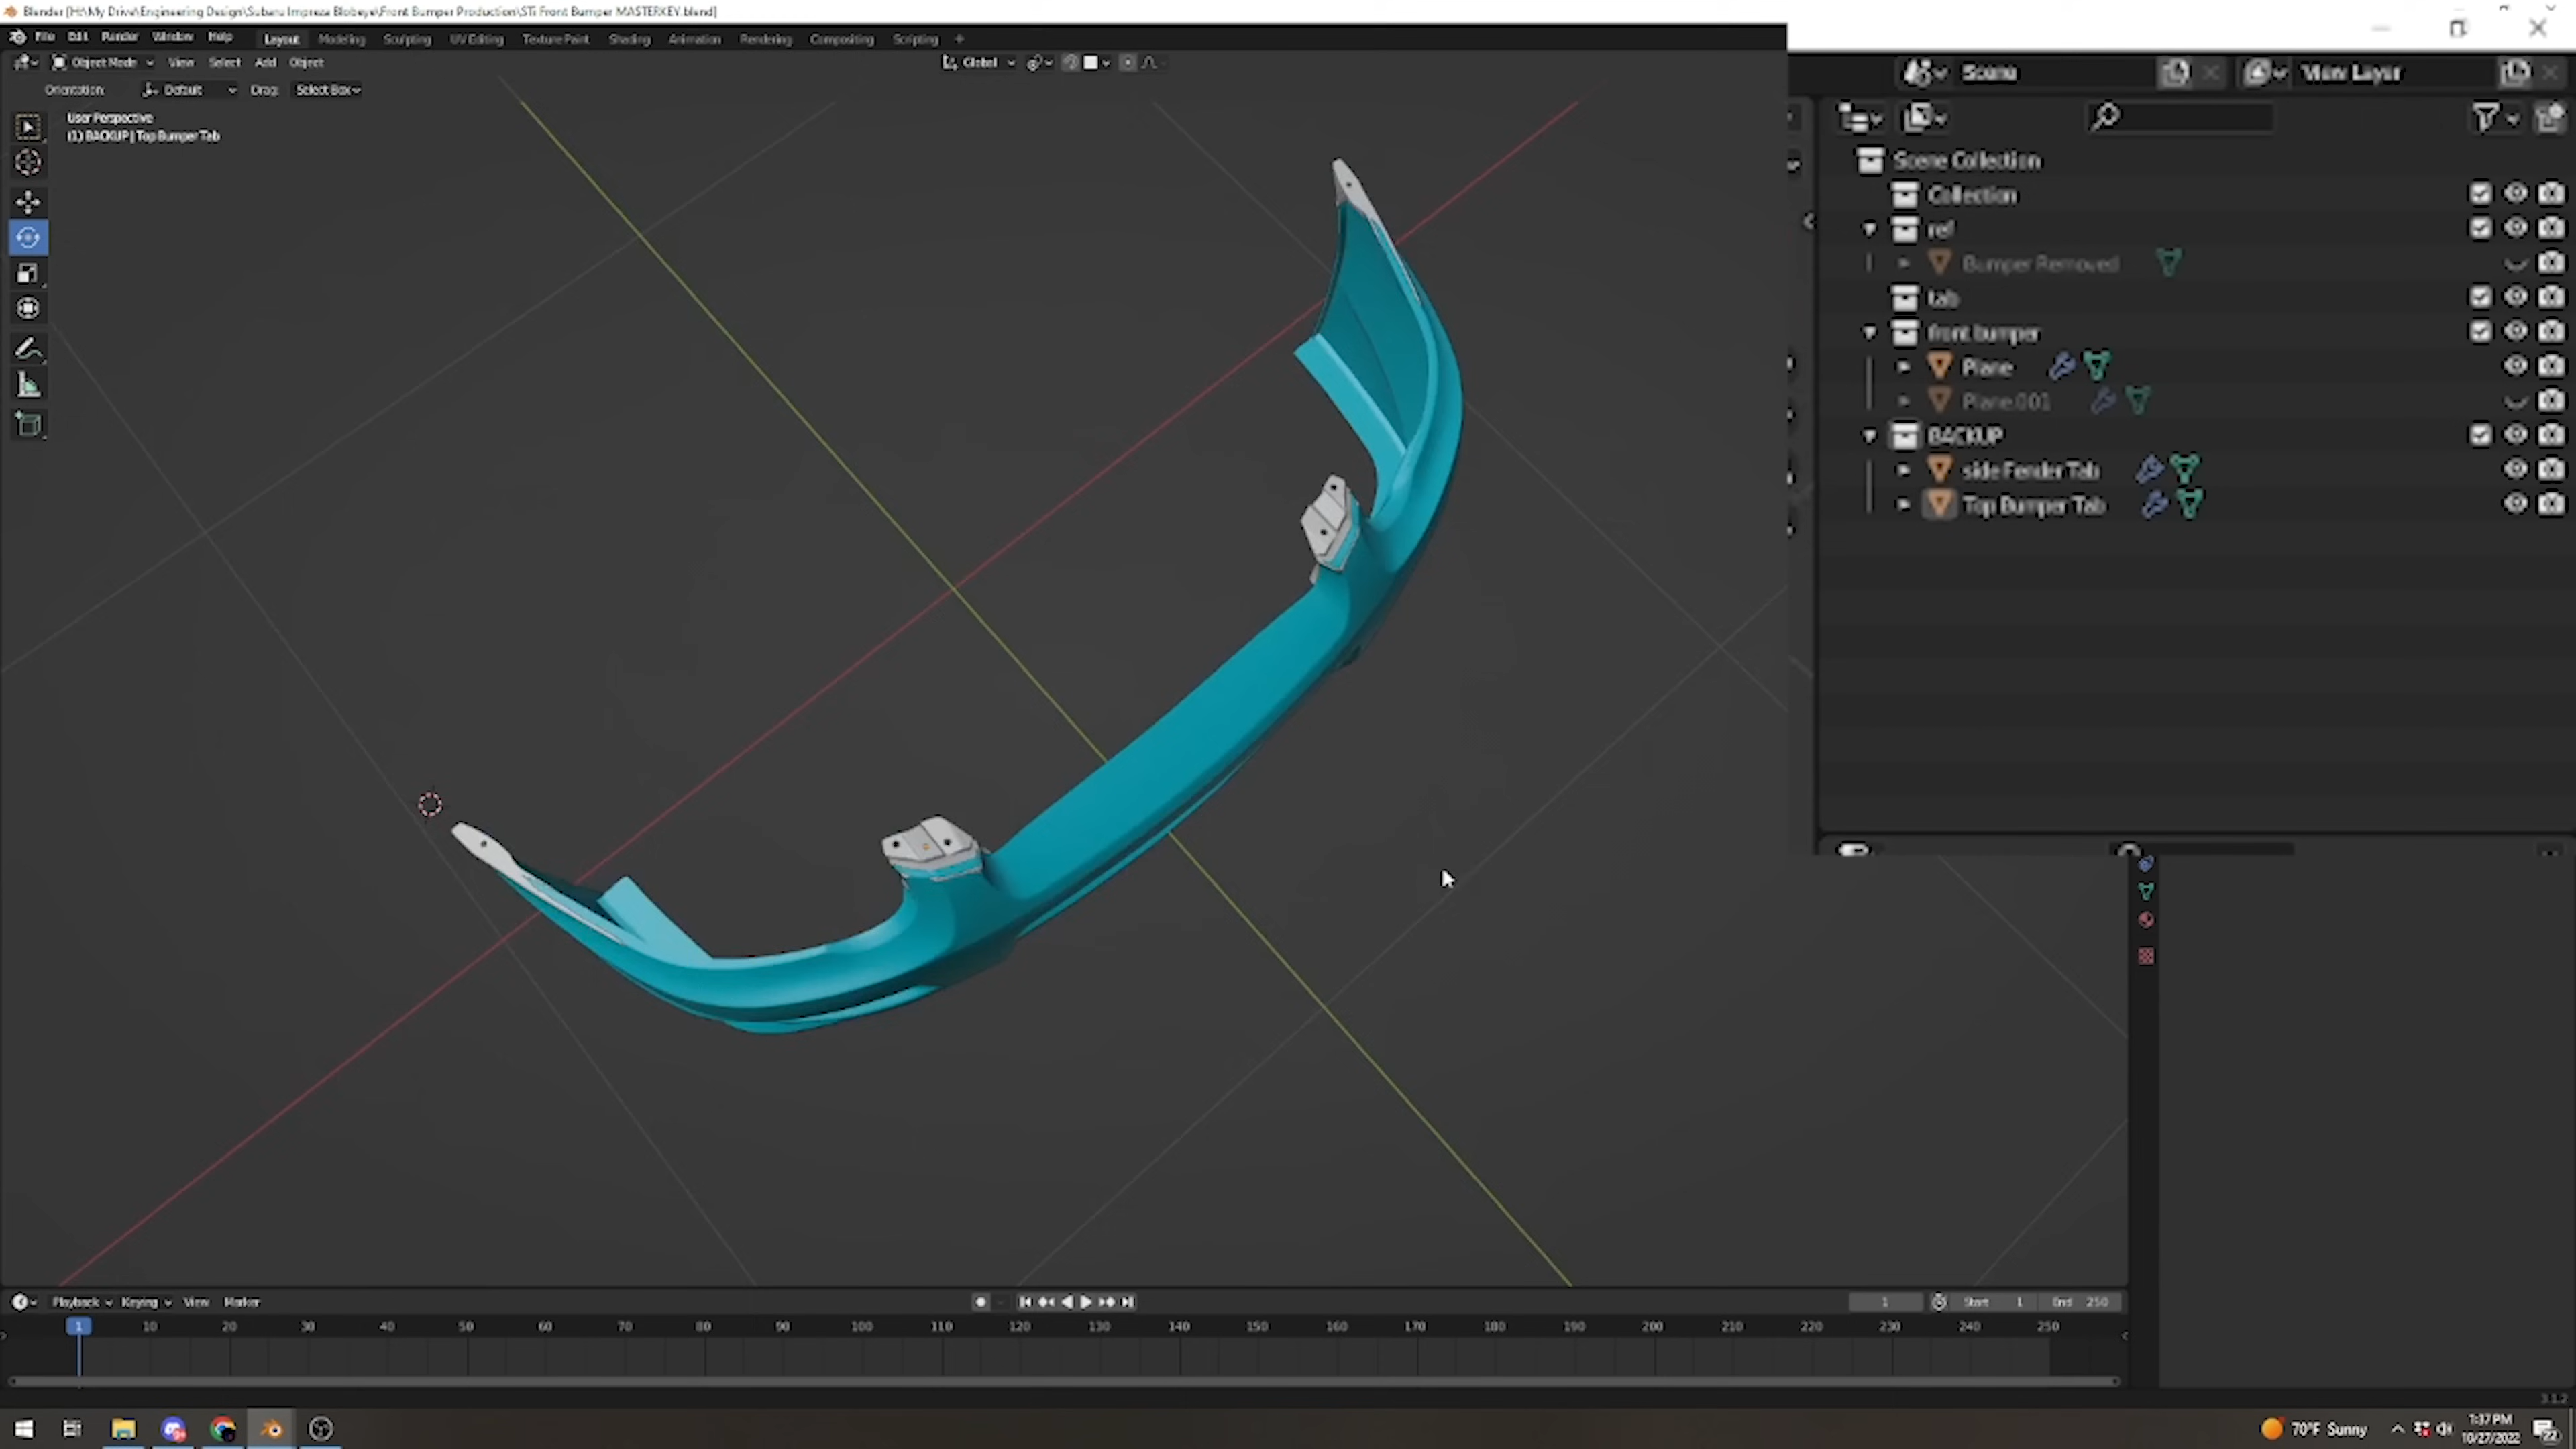 Blender [H:\My Drive\Engineering Design\Subaru Impreza Blobeye\Front Bumper Production\STi Front Bumper MASTERKEY.blend]
File Edit Render Window Help Layout Modeling Sculpting UV Editing Texture Paint Shading Animation Rendering Compositing Scripting +
Object Mode View Select Add Object Global
Orientation: Default Drag: Select Box
User Perspective
(1) BACKUP | Top Bumper Tab
Scene View Layer
Scene Collection
Collection
ref
Bumper Removed
tab
front bumper
Plane
Plane.001
BACKUP
side Fender Tab
Top Bumper Tab
Playback Keying View Marker 1 Start 1 End 250
1 10 20 30 40 50 60 70 80 90 100 110 120 130 140 150 160 170 180 190 200 210 220 230 240 250
3.1.2
70°F Sunny
1:37 PM
10/27/2022
22